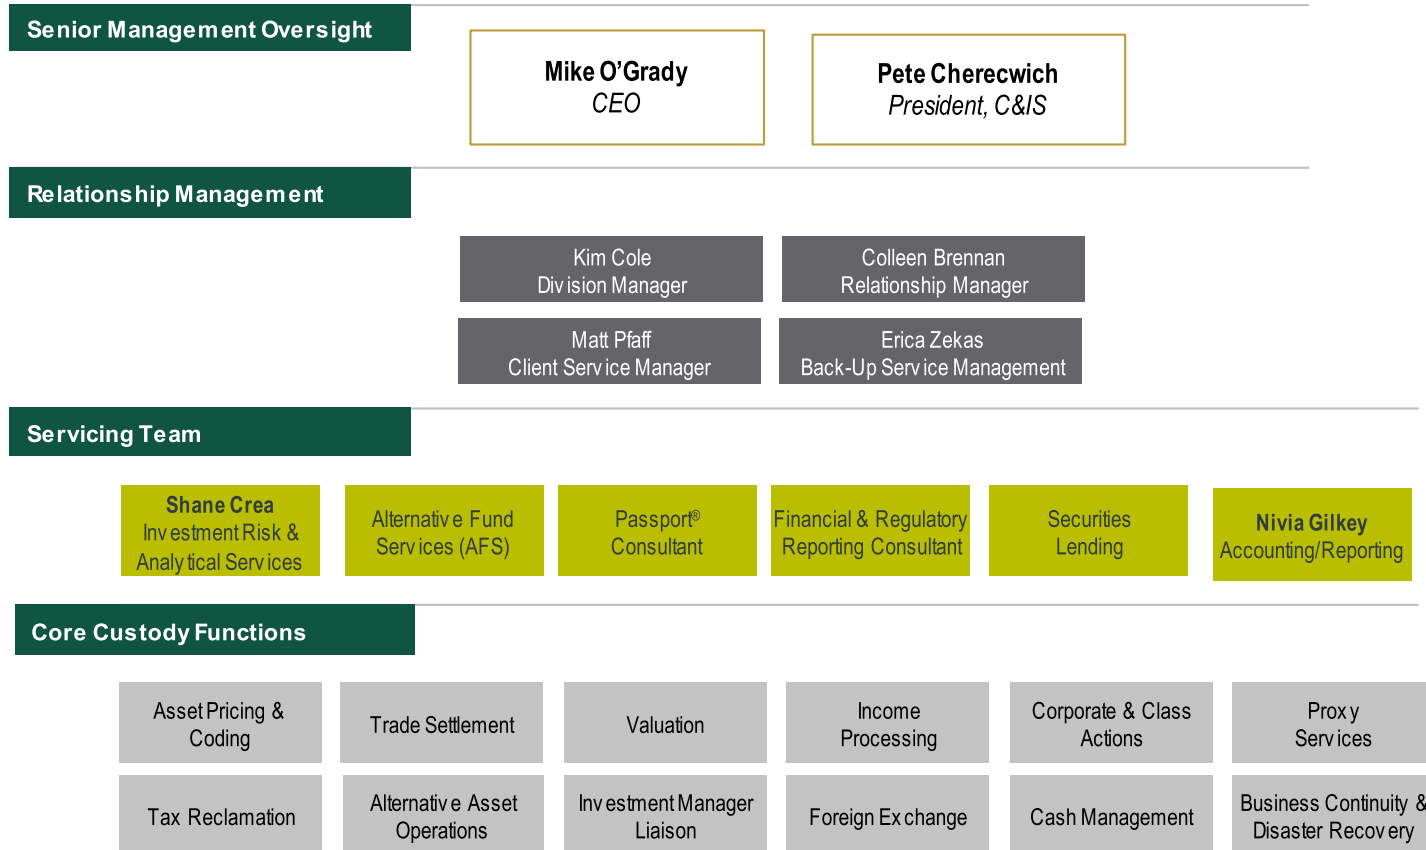 Senior Management Oversight
Mike O’Grady
CEO
Pete Cherecwich
President, C&IS
Relationship Management
Kim Cole
Division Manager
Colleen Brennan
Relationship Manager
Matt Pfaff
Client Service Manager
Erica Zekas
Back-Up Service Management
Servicing Team
Shane Crea
Investment Risk &
Analytical Services
Alternative Fund
Services (AFS)
Passport®
Consultant
Financial & Regulatory
Reporting Consultant
Securities
Lending
Nivia Gilkey
Accounting/Reporting
Core Custody Functions
Asset Pricing &
Coding
Trade Settlement
Valuation
Income
Processing
Corporate & Class
Actions
Proxy
Services
Tax Reclamation
Alternative Asset
Operations
Investment Manager
Liaison
Foreign Exchange
Cash Management
Business Continuity &
Disaster Recovery